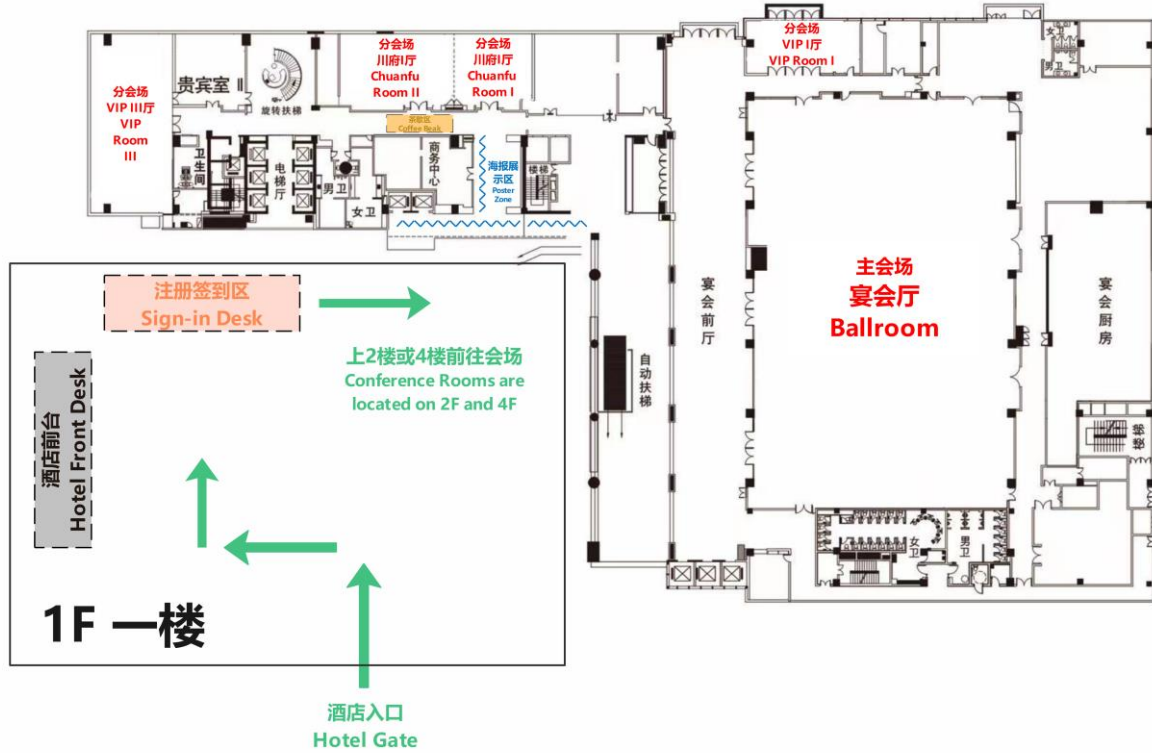 分会场
VIP III厅
VIP
Room
III
贵宾室 II
旋转扶梯
分会场
川府I厅
Chuanfu
Room II
分会场
川府I厅
Chuanfu
Room I
分会场
VIP I厅
VIP Room I
女卫
男卫
茶歇区
Coffee Beak
卫生间
电梯厅
男卫
女卫
商务中心
海报展
示区
Poster
Zone
楼梯
宴会前厅
主会场
宴会厅
Ballroom
宴会厨房
自动扶梯
楼梯
女卫
男卫
注册签到区
Sign-in Desk
上2楼或4楼前往会场
Conference Rooms are
located on 2F and 4F
酒店前台
Hotel Front Desk
1F 一楼
酒店入口
Hotel Gate